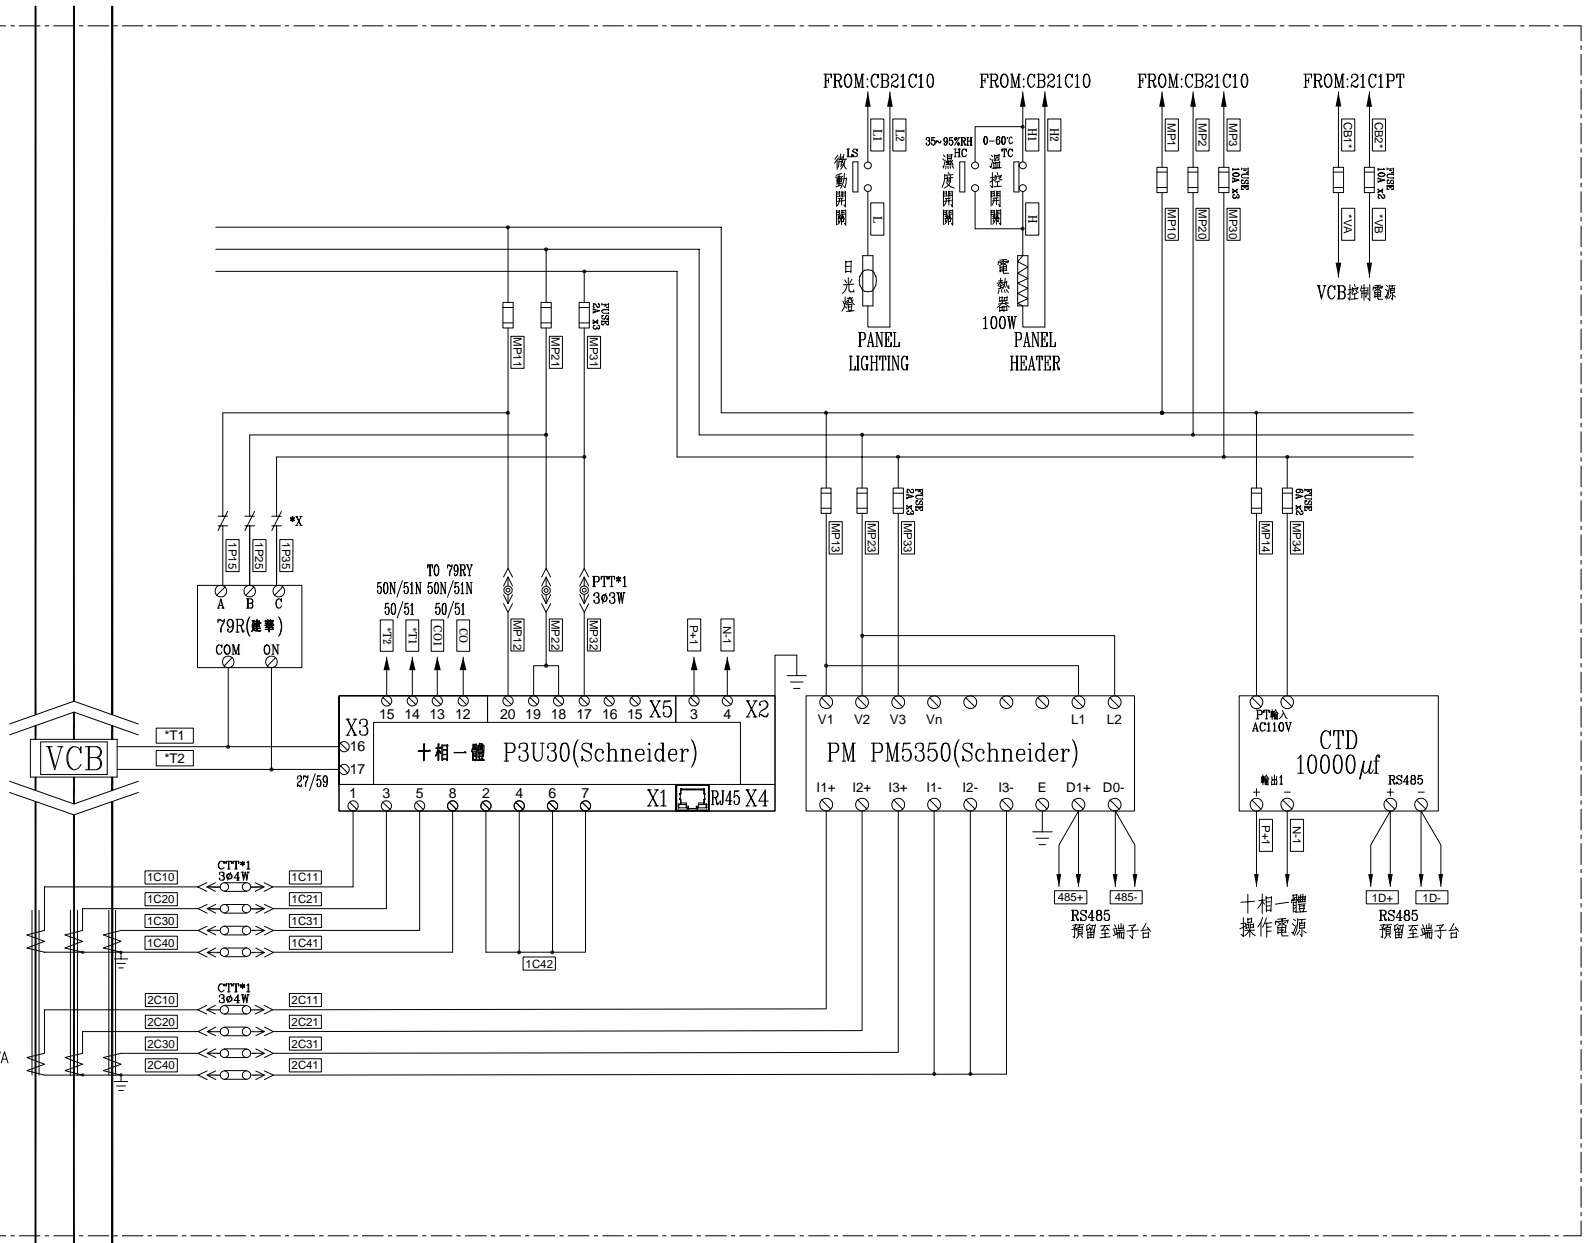 FROM:CB21C10
FROM:CB21C10
FROM:CB21C10
FROM:21C1PT
L1
L2
LS
微動開關
L
日光燈
PANEL
LIGHTING
35~95%RH
HC
濕度開關
0-60℃
TC
溫控開關
H1
H2
H
電熱器
100W
PANEL
HEATER
MP1
MP2
MP3
FUSE
10A x3
MP10
MP20
MP30
CB1*
CB2*
FUSE
10A x2
*VA
*VB
VCB控制電源
FUSE
2A x3
MP11
MP21
MP31
*X
1P15
1P25
1P35
A
B
C
79R(建華)
COM
ON
TO 79RY
50N/51N
50N/51N
50/51
50/51
*T2
*T1
CO1
CO
PTT*1
3ø3W
MP12
MP22
MP32
P+1
N-1
15
14
13
12
20
19
18
17
16
15
X5
3
4
X2
X3
16
17
十相一體 P3U30(Schneider)
27/59
1
3
5
8
2
4
6
7
X1
RJ45
X4
VCB
*T1
*T2
FUSE
2A x3
MP13
MP23
MP33
V1
V2
V3
Vn
L1
L2
PM PM5350(Schneider)
I1+
I2+
I3+
I1-
I2-
I3-
E
D1+
D0-
485+
485-
RS485
預留至端子台
FUSE
6A x2
MP14
MP34
PT輸入
AC110V
CTD
10000μf
輸出1
RS485
+
−
+
−
P+1
N-1
十相一體
操作電源
1D+
1D-
RS485
預留至端子台
CTT*1
3ø4W
1C10
1C11
1C20
1C21
1C30
1C31
1C40
1C41
1C42
CTT*1
3ø4W
2C10
2C11
2C20
2C21
2C30
2C31
2C40
2C41